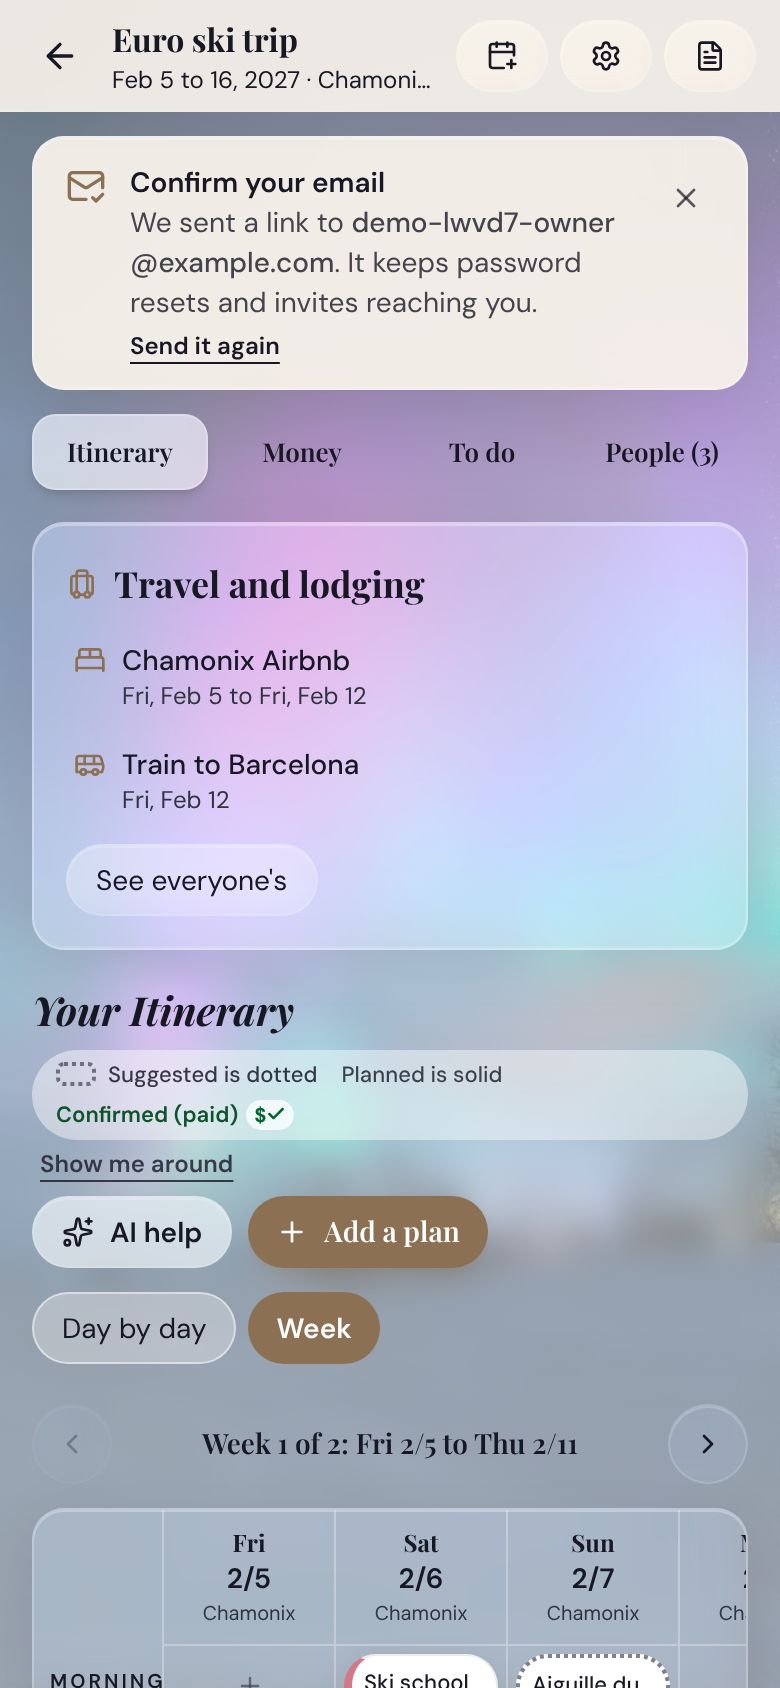 Euro ski trip
Feb 5 to 16, 2027 · Chamoni...
Confirm your email
We sent a link to demo-lwvd7-owner
@example.com. It keeps password
resets and invites reaching you.
Send it again
Itinerary
Money
To do
People (3)
Travel and lodging
Chamonix Airbnb
Fri, Feb 5 to Fri, Feb 12
Train to Barcelona
Fri, Feb 12
See everyone's
Your Itinerary
Suggested is dotted Planned is solid
Confirmed (paid) $✓
Show me around
AI help
+ Add a plan
Day by day
Week
Week 1 of 2: Fri 2/5 to Thu 2/11
Fri Sat Sun
2/5 2/6 2/7
Chamonix Chamonix Chamonix Ch
MORNING + Ski school Aiguille du